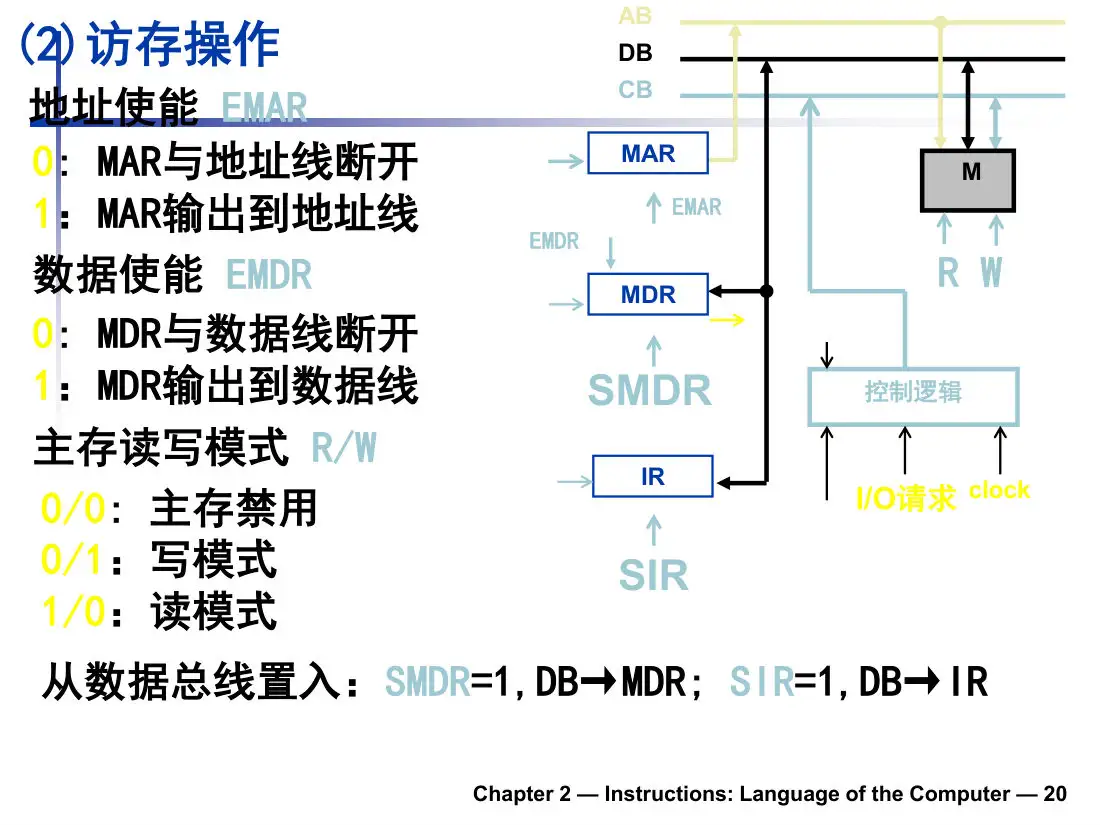 (2)访存操作
地址使能 EMAR
0: MAR与地址线断开
1: MAR输出到地址线
数据使能 EMDR
0: MDR与数据线断开
1: MDR输出到数据线
主存读写模式 R/W
0/0: 主存禁用
0/1: 写模式
1/0: 读模式
从数据总线置入: SMDR=1,DB→MDR; SIR=1,DB→IR
AB
DB
CB
MAR
M
EMAR
EMDR
R W
MDR
SMDR
控制逻辑
IR
I/O请求 clock
SIR
Chapter 2 — Instructions: Language of the Computer — 20